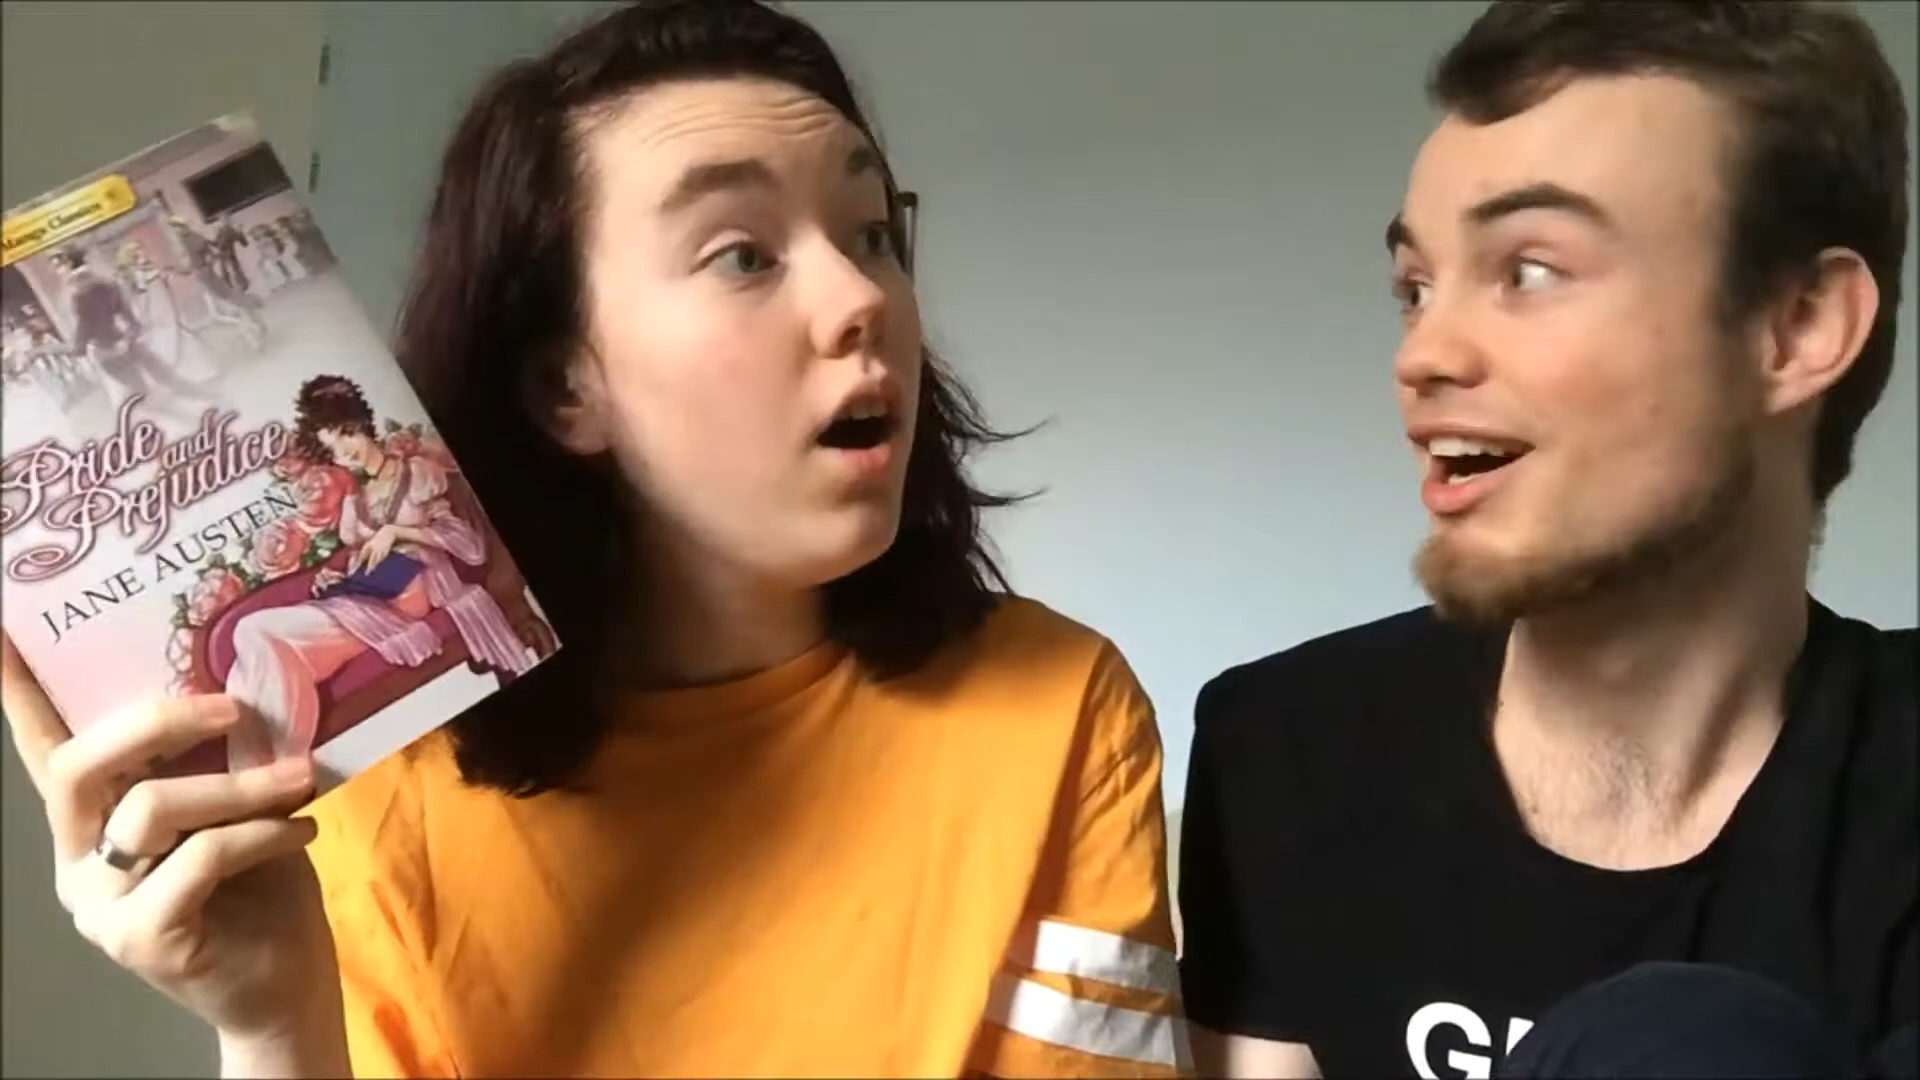 Manga Classics
Pride and
Prejudice
JANE AUSTEN
G